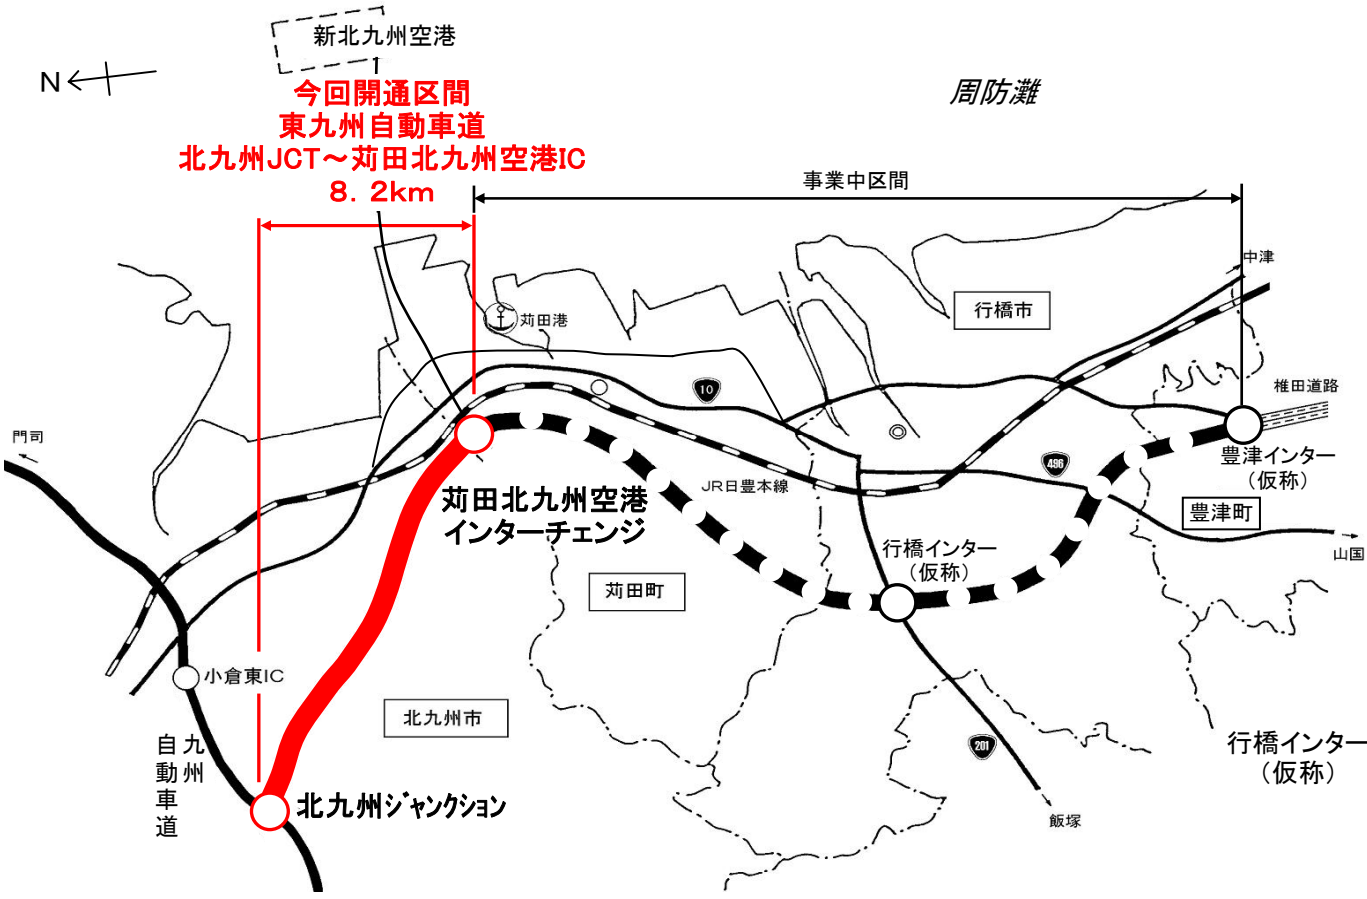 新北九州空港
N
今回開通区間
東九州自動車道
北九州JCT～苅田北九州空港IC
8.2km
周防灘
事業中区間
中津
行橋市
苅田港
10
椎田道路
門司
豊津インター
(仮称)
496
JR日豊本線
苅田北九州空港
インターチェンジ
豊津町
山国
行橋インター
(仮称)
苅田町
小倉東IC
北九州市
九州
自動車道
201
行橋インター
(仮称)
北九州ジャンクション
飯塚